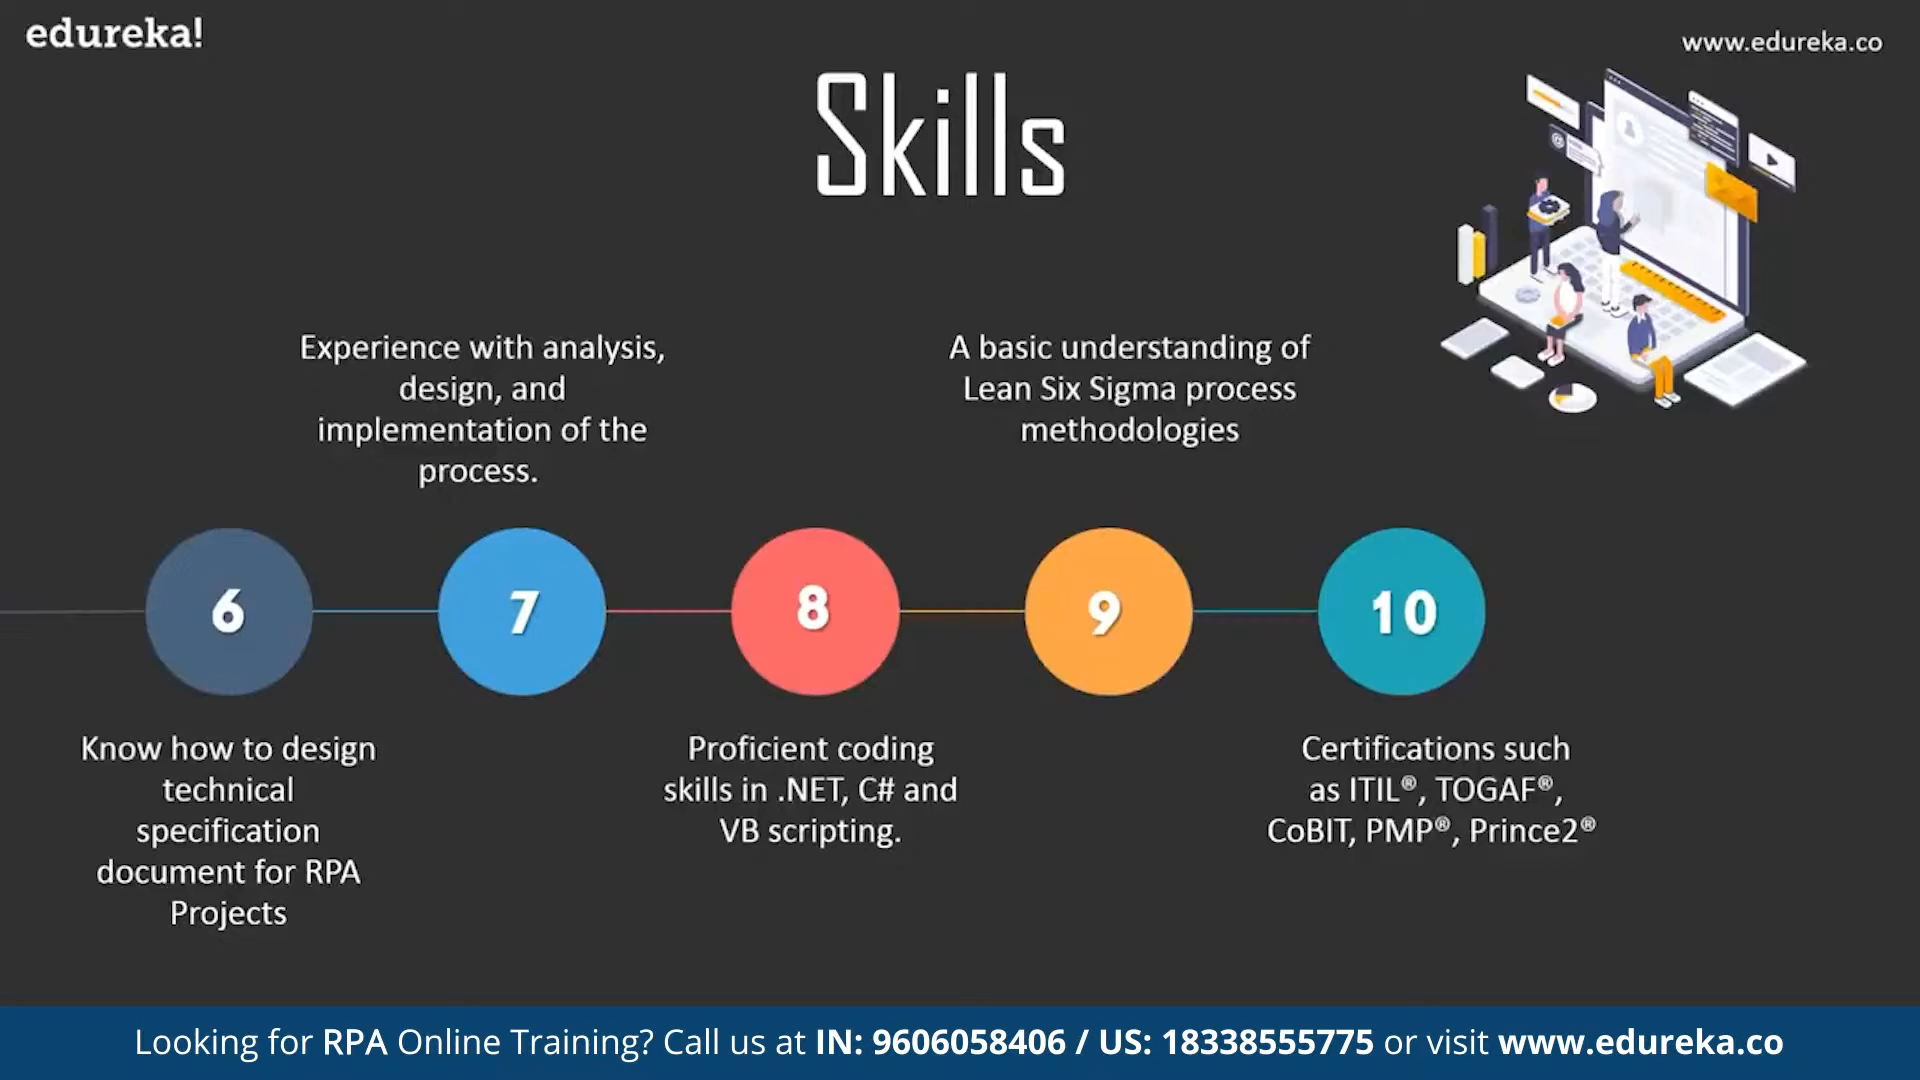 edureka!
www.edureka.co
Skills
Experience with analysis,
design, and
implementation of the
process.
A basic understanding of
Lean Six Sigma process
methodologies
6
7
8
9
10
Know how to design
technical
specification
document for RPA
Projects
Proficient coding
skills in .NET, C# and
VB scripting.
Certifications such
as ITIL®, TOGAF®,
CoBIT, PMP®, Prince2®
Looking for RPA Online Training? Call us at IN: 9606058406 / US: 18338555775 or visit www.edureka.co